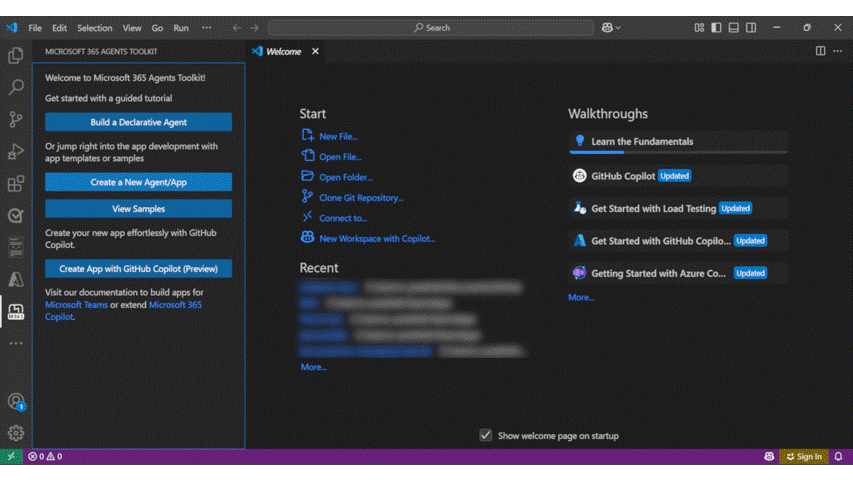 File Edit Selection View Go Run ··· Search
MICROSOFT 365 AGENTS TOOLKIT
Welcome
Welcome to Microsoft 365 Agents Toolkit!
Get started with a guided tutorial
Build a Declarative Agent
Or jump right into the app development with
app templates or samples
Create a New Agent/App
View Samples
Create your new app effortlessly with GitHub
Copilot.
Create App with GitHub Copilot (Preview)
Visit our documentation to build apps for
Microsoft Teams or extend Microsoft 365
Copilot.
M365
1
Start
New File...
Open File...
Open Folder...
Clone Git Repository...
Connect to...
New Workspace with Copilot...
Recent
More...
Walkthroughs
Learn the Fundamentals
GitHub Copilot Updated
Get Started with Load Testing Updated
Get Started with GitHub Copilo... Updated
Getting Started with Azure Co... Updated
More...
Show welcome page on startup
0 0
Sign In